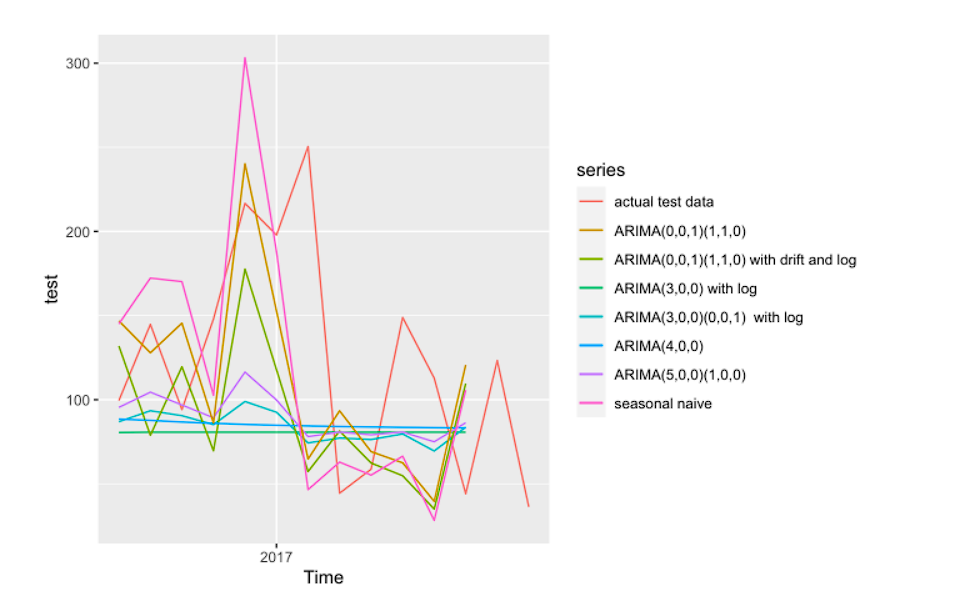 300
200
100
test
2017
Time
series
actual test data
ARIMA(0,0,1)(1,1,0)
ARIMA(0,0,1)(1,1,0) with drift and log
ARIMA(3,0,0) with log
ARIMA(3,0,0)(0,0,1)  with log
ARIMA(4,0,0)
ARIMA(5,0,0)(1,0,0)
seasonal naive